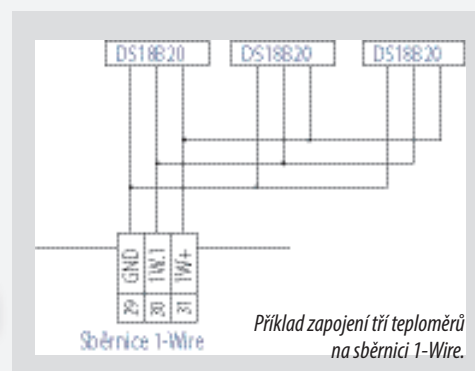 DS18B20 DS18B20 DS18B20
GND 1W.1 1W+
29 30 31
Sběrnice 1-Wire
Příklad zapojení tří teploměrů
na sběrnici 1-Wire.